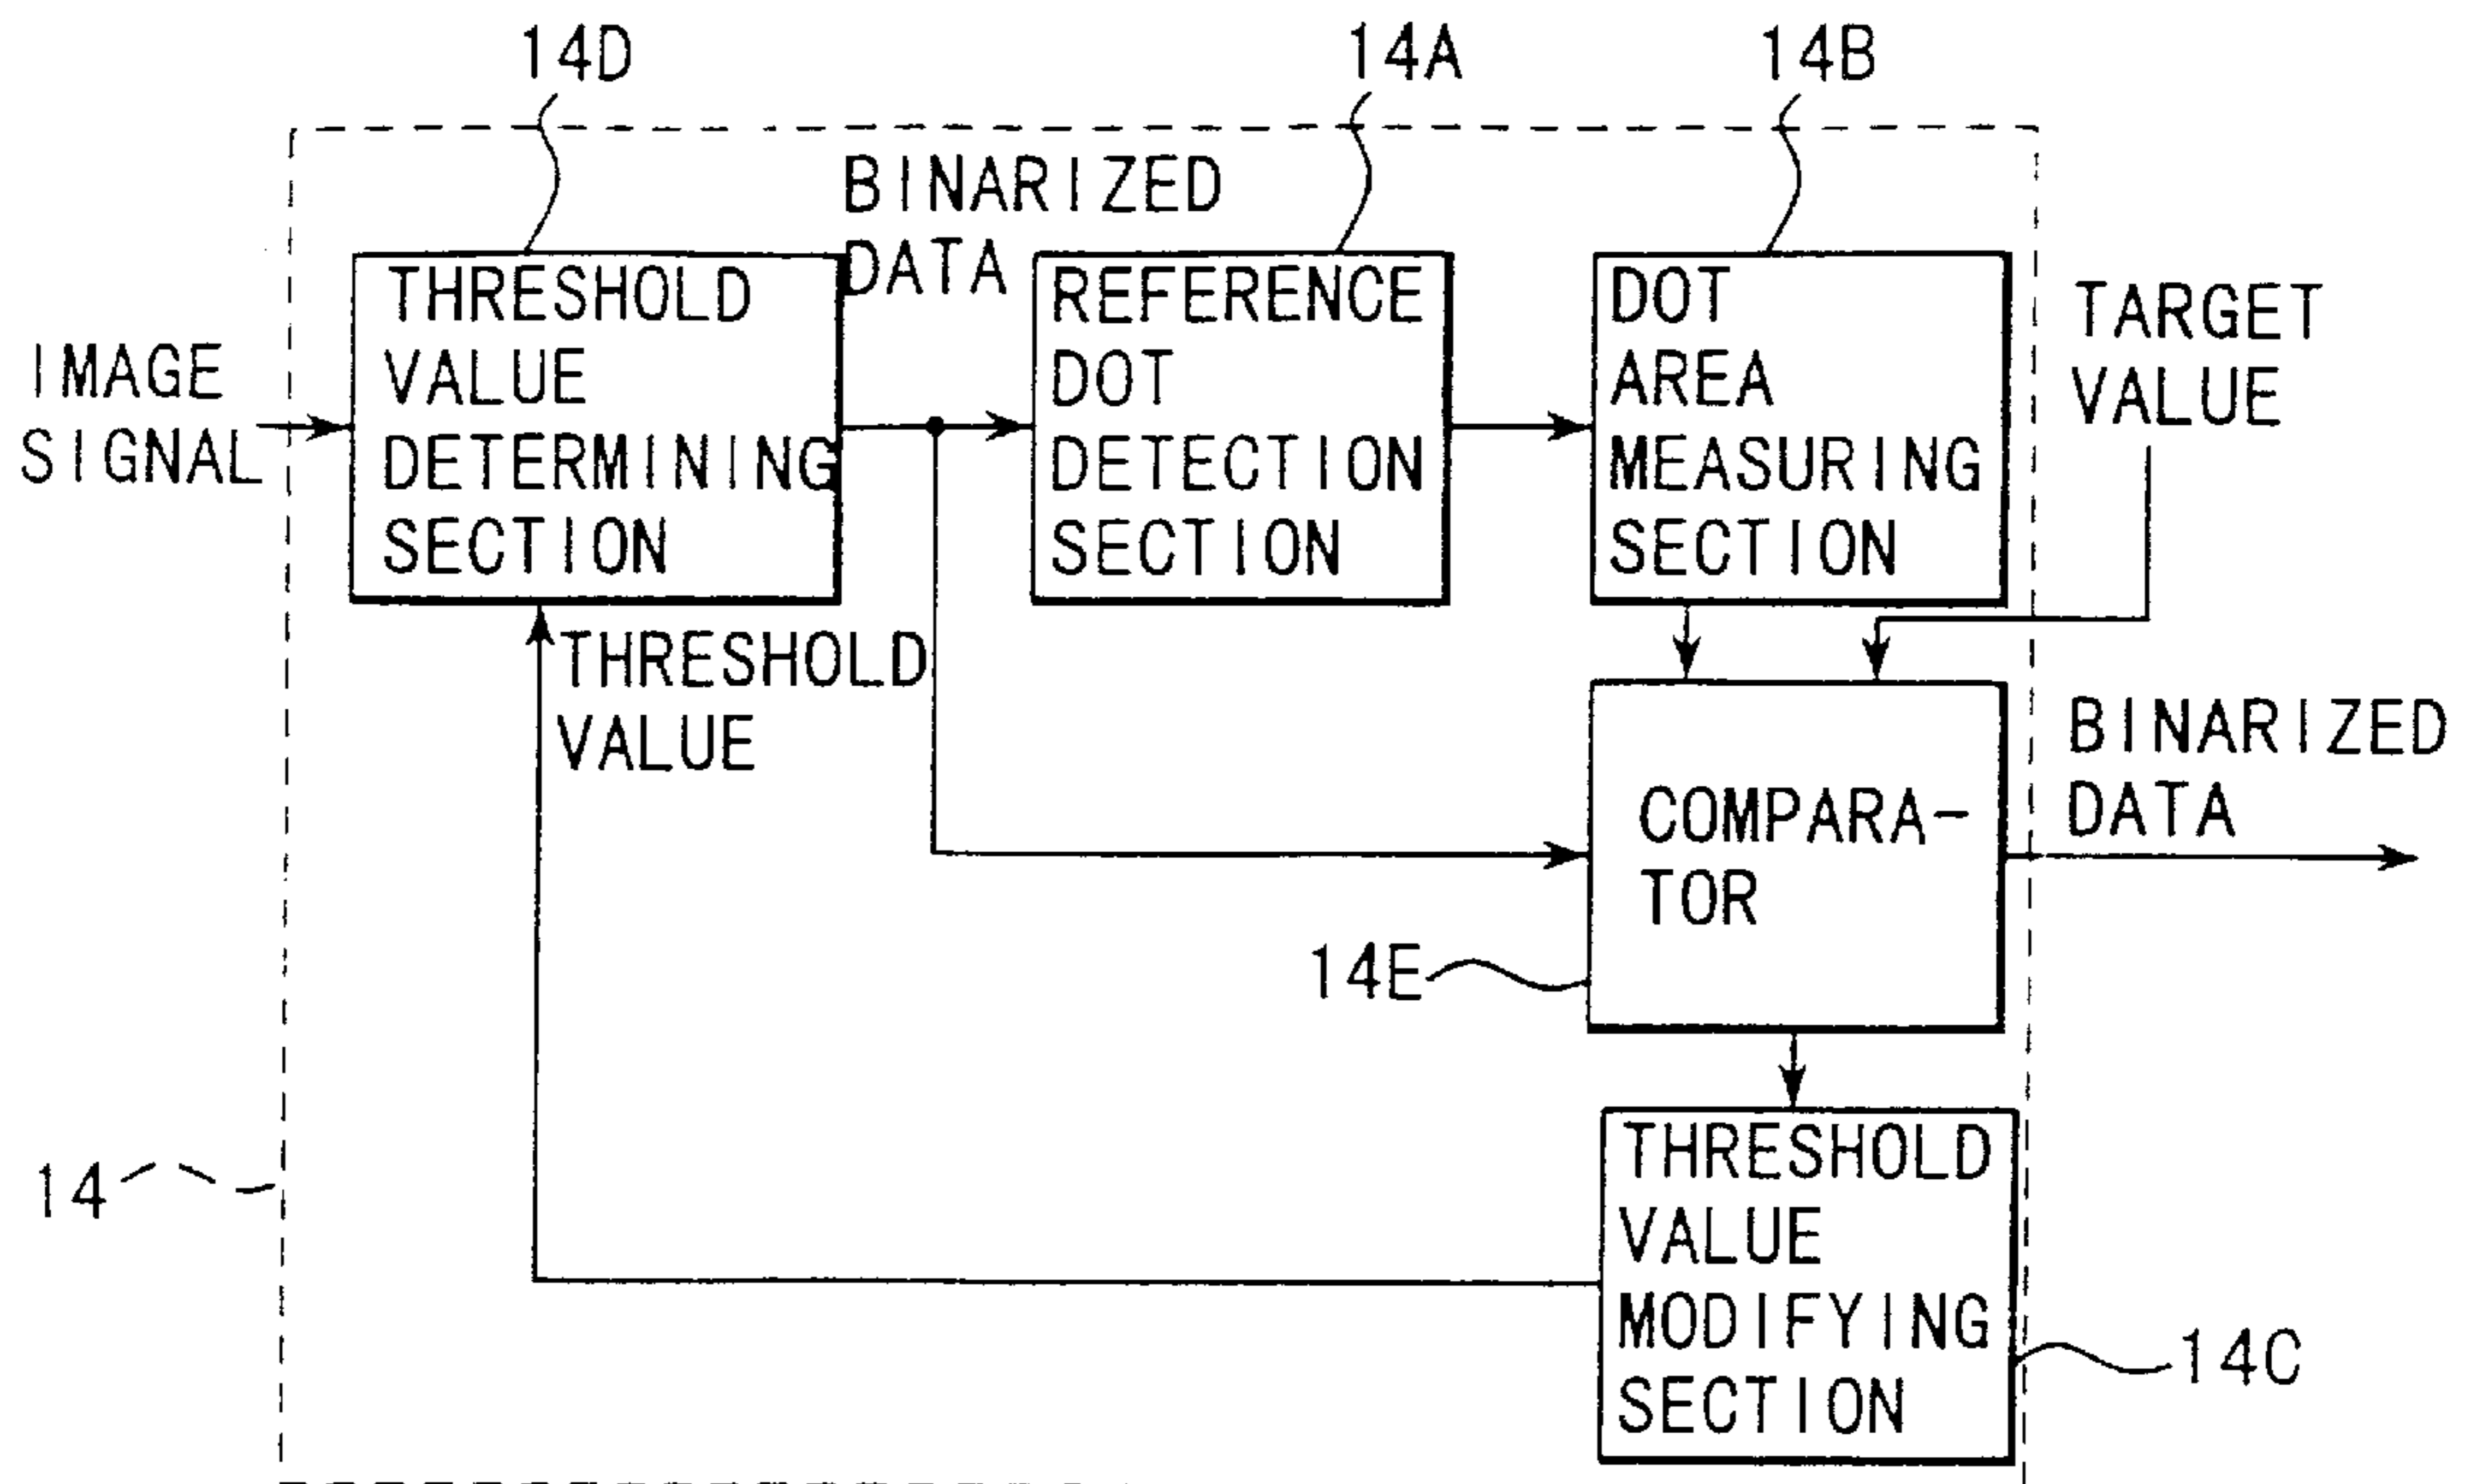 14D
14A
14B
BINARIZED
DATA
THRESHOLD
VALUE
DETERMINING
SECTION
REFERENCE
DOT
DETECTION
SECTION
DOT
AREA
MEASURING
SECTION
TARGET
VALUE
IMAGE
SIGNAL
THRESHOLD
VALUE
COMPARA-
TOR
BINARIZED
DATA
14E
THRESHOLD
VALUE
MODIFYING
SECTION
14
14C